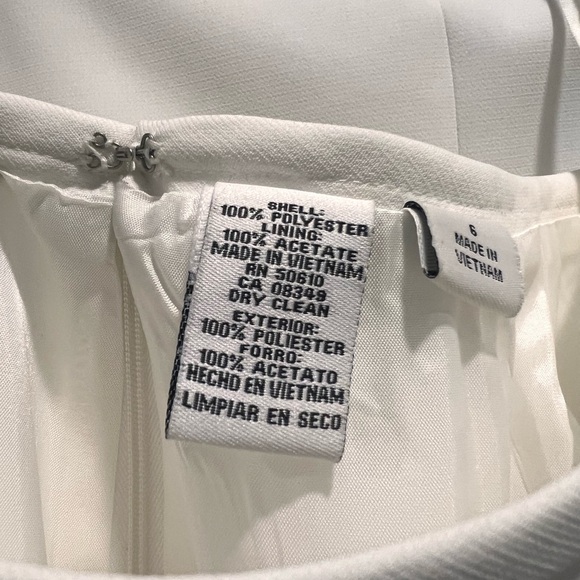 SHELL:
100% POLYESTER
LINING:
100% ACETATE
MADE IN VIETNAM
RN 50610
CA 08349
DRY CLEAN
EXTERIOR:
100% POLIESTER
FORRO:
100% ACETATO
HECHO EN VIETNAM
LIMPIAR EN SECO
6
MADE IN
VIETNAM